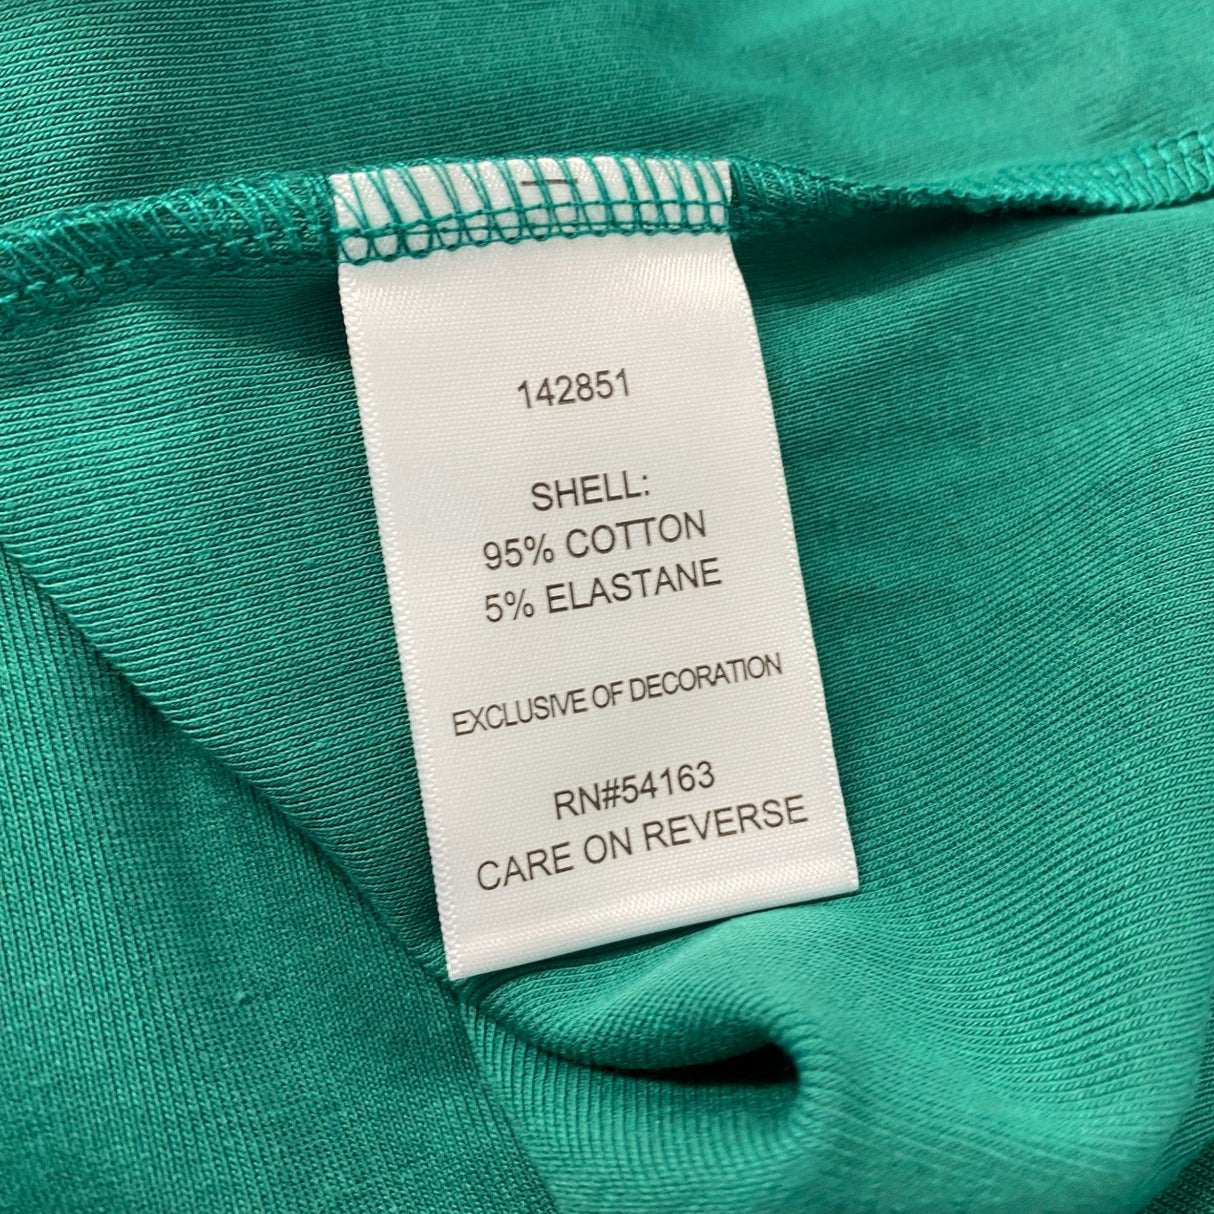 142851
SHELL:
95% COTTON
5% ELASTANE
EXCLUSIVE OF DECORATION
RN#54163
CARE ON REVERSE